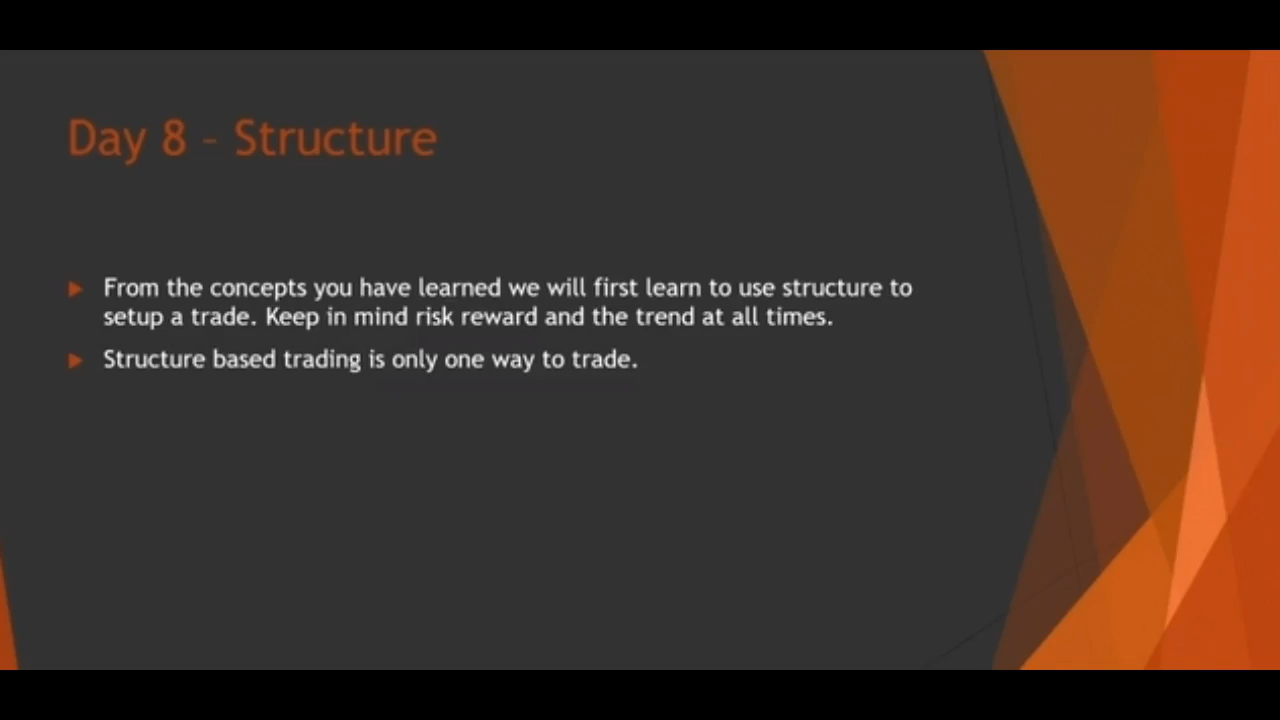 Day 8 – Structure
From the concepts you have learned we will first learn to use structure to
setup a trade. Keep in mind risk reward and the trend at all times.
Structure based trading is only one way to trade.